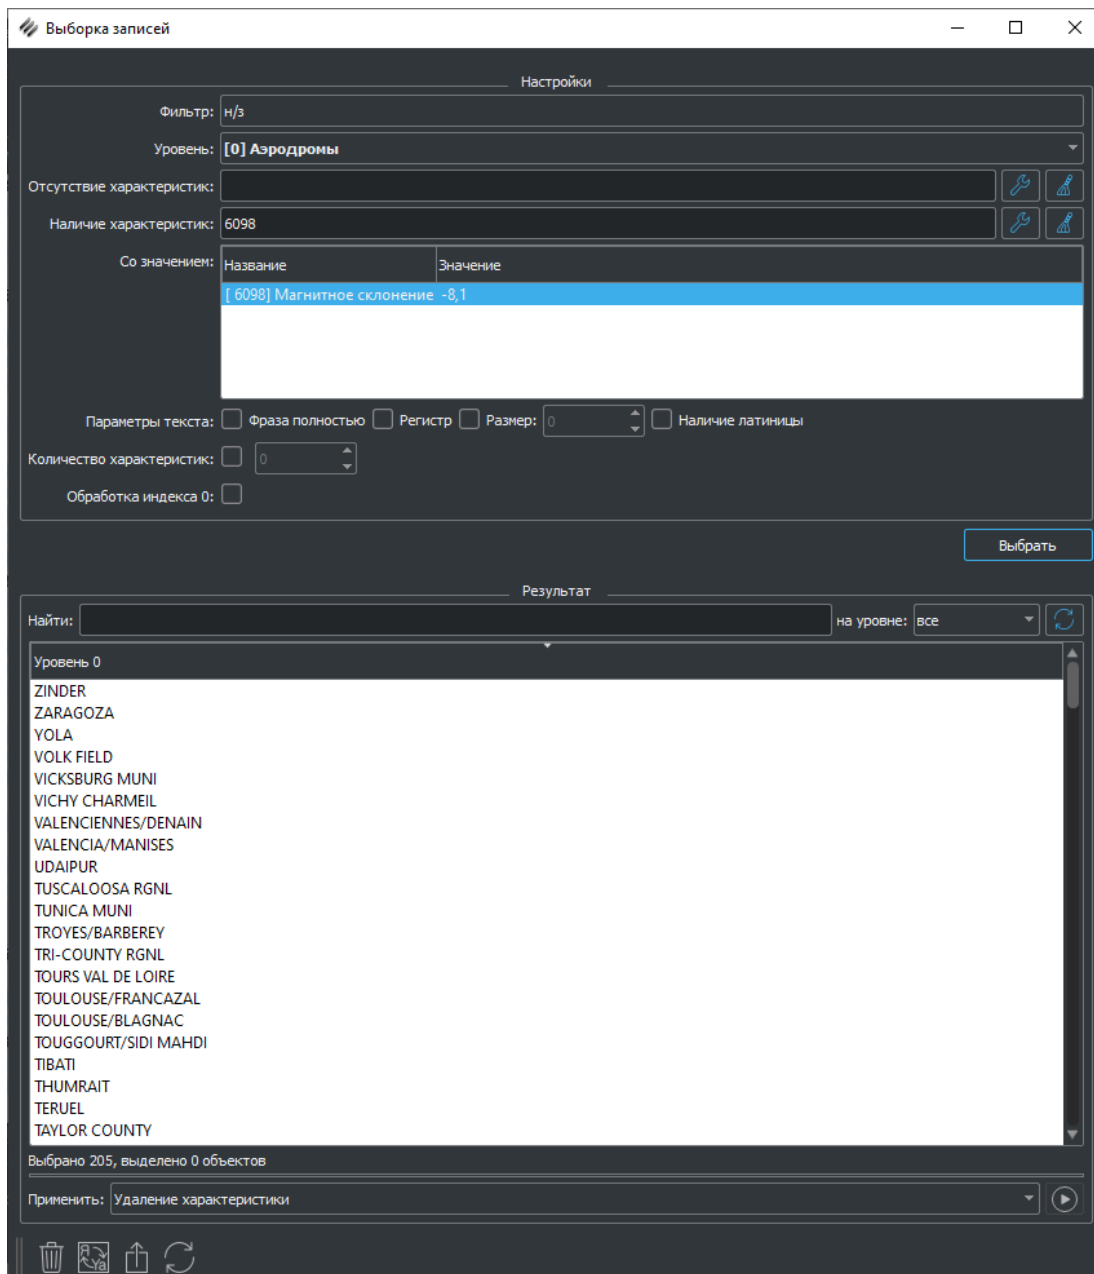 Выборка записей
Настройки
Фильтр: н/з
Уровень: [0] Аэродромы
Отсутствие характеристик:
Наличие характеристик: 6098
Со значением: Название Значение
[ 6098] Магнитное склонение -8,1
Параметры текста: Фраза полностью Регистр Размер: 0 Наличие латиницы
Количество характеристик: 0
Обработка индекса 0:
Выбрать
Результат
Найти: на уровне: все
Уровень 0
ZINDER
ZARAGOZA
YOLA
VOLK FIELD
VICKSBURG MUNI
VICHY CHARMEIL
VALENCIENNES/DENAIN
VALENCIA/MANISES
UDAIPUR
TUSCALOOSA RGNL
TUNICA MUNI
TROYES/BARBEREY
TRI-COUNTY RGNL
TOURS VAL DE LOIRE
TOULOUSE/FRANCAZAL
TOULOUSE/BLAGNAC
TOUGGOURT/SIDI MAHDI
TIBATI
THUMRAIT
TERUEL
TAYLOR COUNTY
Выбрано 205, выделено 0 объектов
Применить: Удаление характеристики
Я Ya